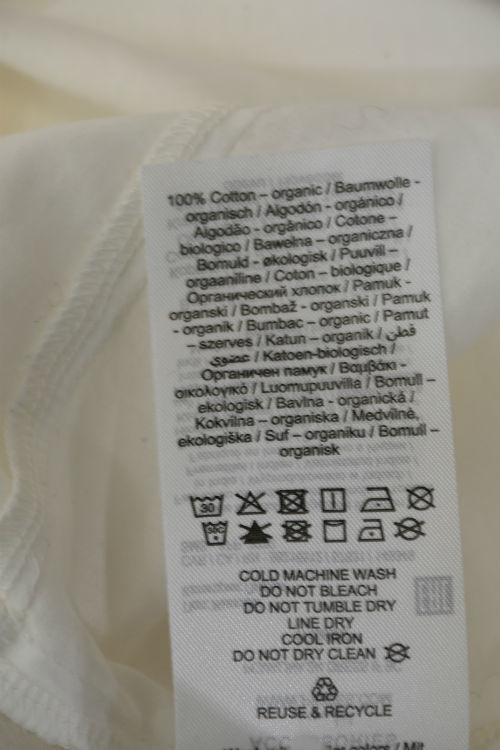 100% Cotton – organic / Baumwolle -
organisch / Algodón - orgánico /
Algodão - orgânico / Cotone –
biologico / Bawełna – organiczna /
Bomuld - økologisk / Puuvill –
orgaaniline / Coton – biologique /
Органический хлопок / Pamuk -
organski / Bombaž - organski / Pamuk
- organik / Bumbac – organic / Pamut
– szerves / Katun – organik / قطن
عضوي / Katoen-biologisch /
Органичен памук / Βαμβάκι -
οικολογικό / Luomupuuvilla / Bomull –
ekologisk / Bavlna - organická /
Kokvilna – organiska / Medvilnė,
ekologiška / Suf – organiku / Bomull –
organisk
30
30C
COLD MACHINE WASH
DO NOT BLEACH
DO NOT TUMBLE DRY
LINE DRY
COOL IRON
DO NOT DRY CLEAN
REUSE & RECYCLE